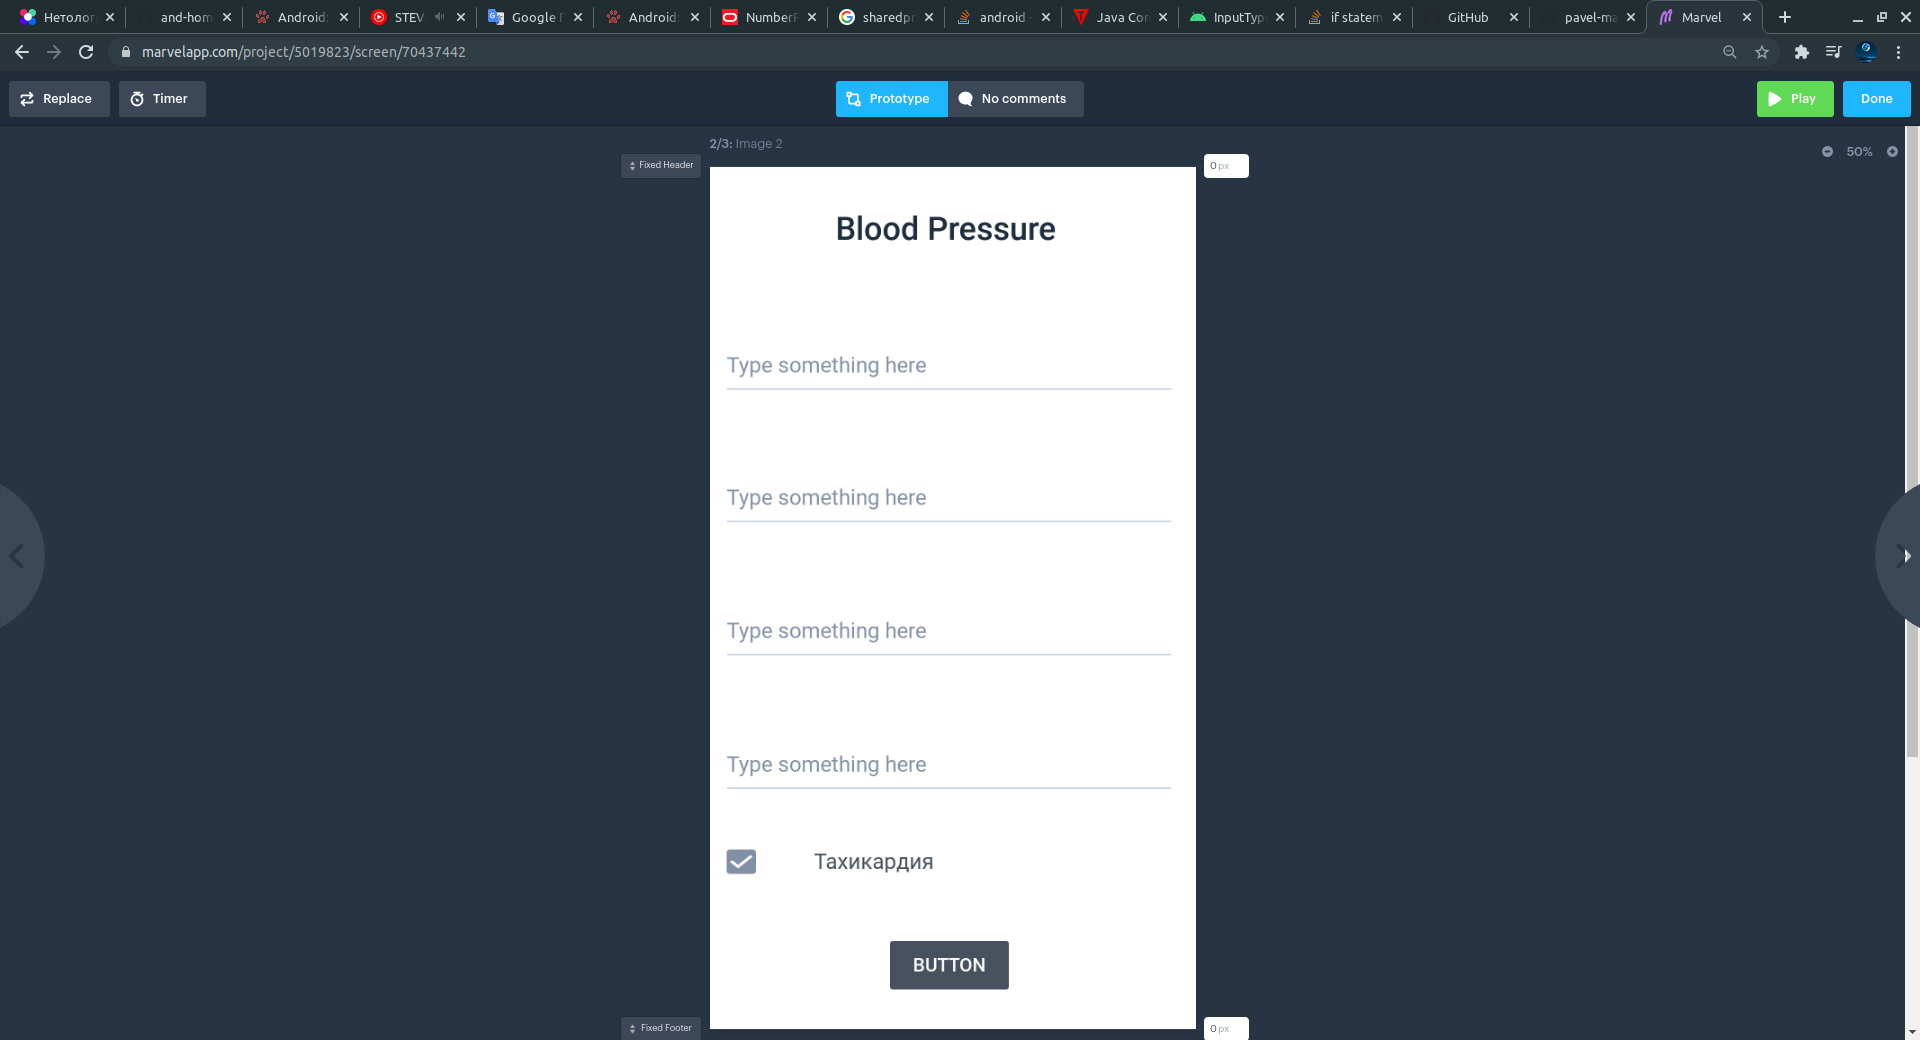 Нетолог
and-hom
Android:
STEV
Google П
Android:
NumberF
sharedpr
android -
Java Con
InputTyp
if statem
GitHub
pavel-ma
Marvel
marvelapp.com/project/5019823/screen/70437442
Replace
Timer
Prototype
No comments
Play
Done
2/3: Image 2
50%
Fixed Header
0 px
Blood Pressure
Type something here
Type something here
Type something here
Type something here
Тахикардия
BUTTON
Fixed Footer
0 px